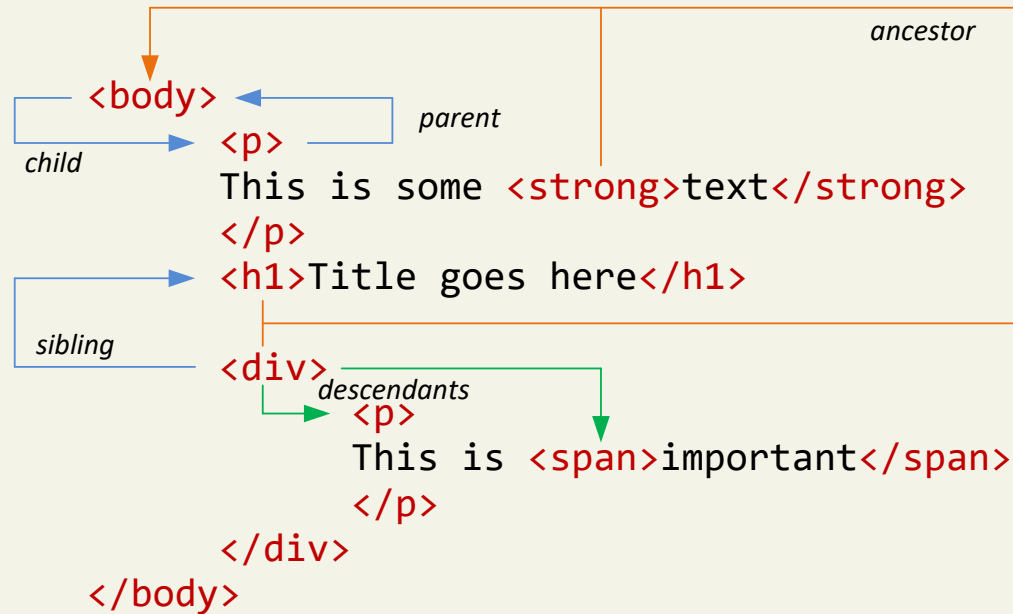 ancestor
<body>
parent
<p>
child
This is some <strong>text</strong>
</p>
<h1>Title goes here</h1>
sibling
<div>
descendants
<p>
This is <span>important</span>
</p>
</div>
</body>